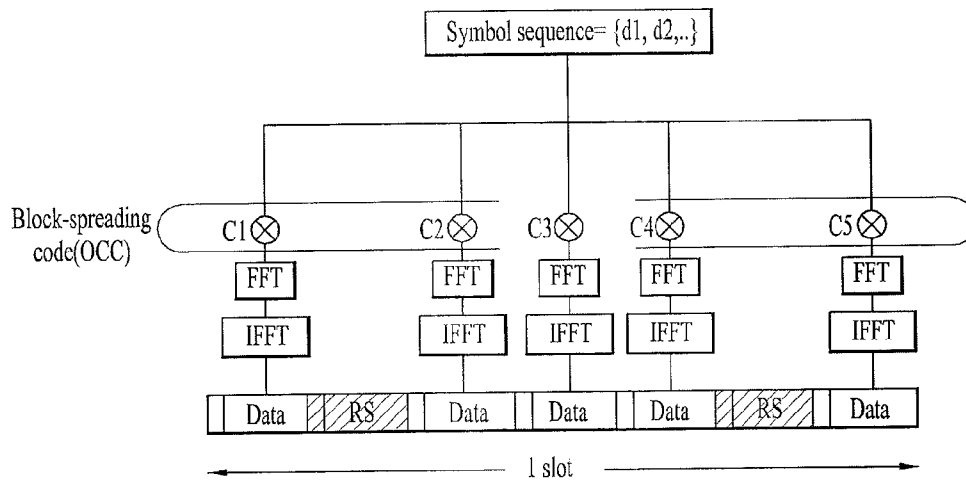 Symbol sequence= {d1, d2,..}
Block-spreading
code(OCC)
C1
C2
C3
C4
C5
FFT
FFT
FFT
FFT
FFT
IFFT
IFFT
IFFT
IFFT
IFFT
Data
RS
Data
Data
Data
RS
Data
1 slot